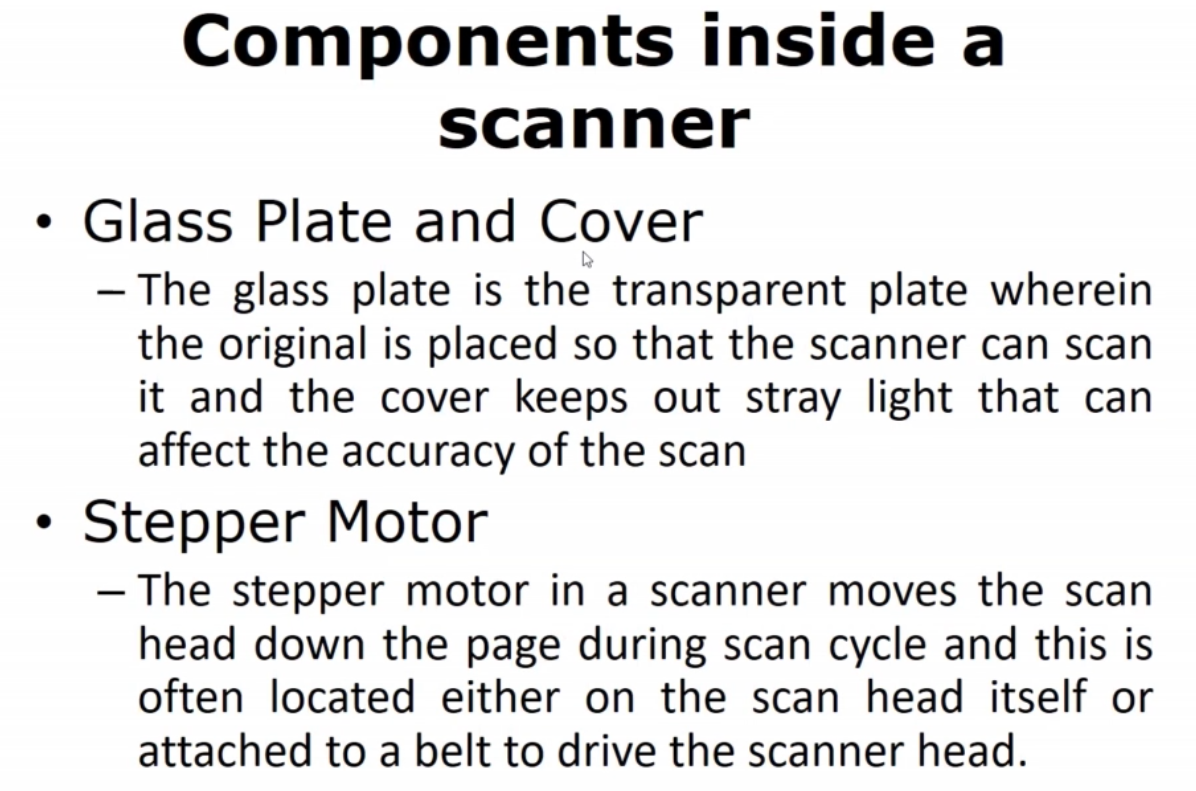 Components inside a
scanner
• Glass Plate and Cover
– The glass plate is the transparent plate wherein
the original is placed so that the scanner can scan
it and the cover keeps out stray light that can
affect the accuracy of the scan
• Stepper Motor
– The stepper motor in a scanner moves the scan
head down the page during scan cycle and this is
often located either on the scan head itself or
attached to a belt to drive the scanner head.